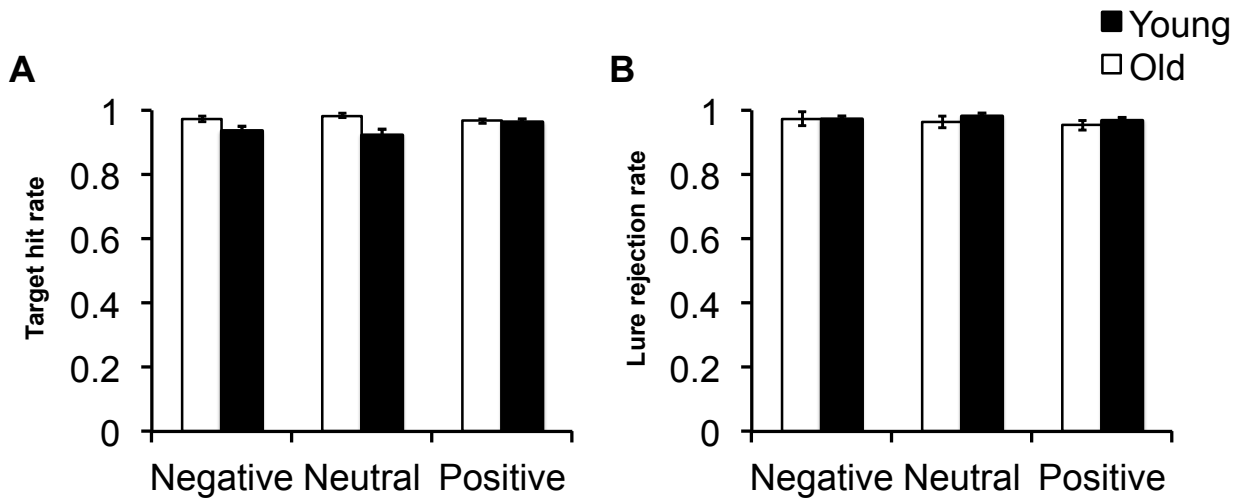 Young
Old
A
Target hit rate
1
0.8
0.6
0.4
0.2
0
Negative Neutral Positive
B
Lure rejection rate
1
0.8
0.6
0.4
0.2
0
Negative Neutral Positive